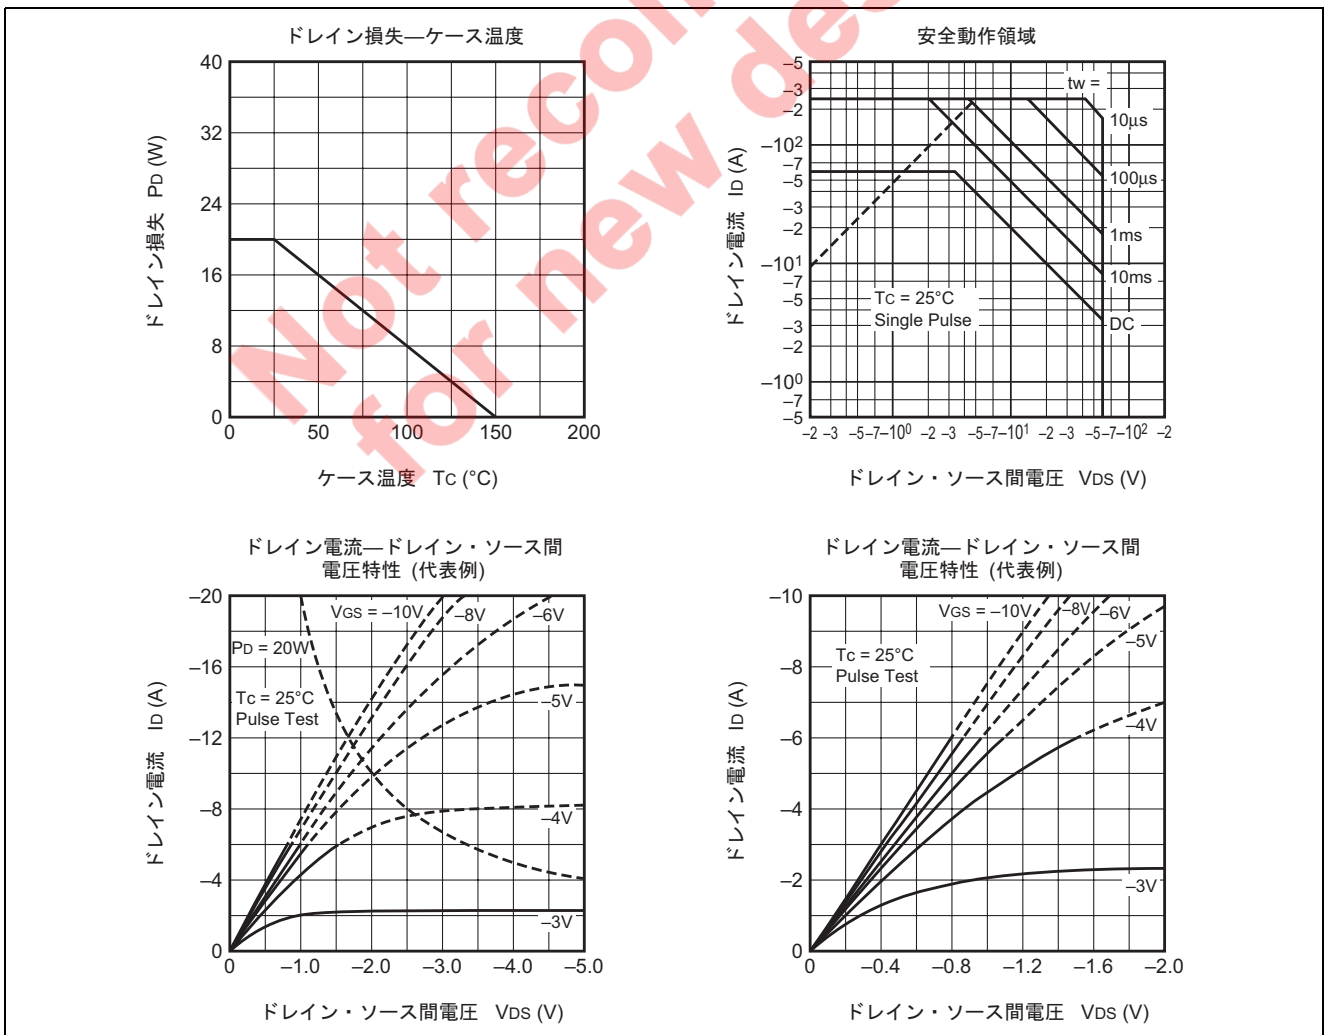 Not recom
for new des
ドレイン損失—ケース温度
40
32
24
16
8
0
0 50 100 150 200
ドレイン損失 PD (W)
ケース温度 TC (°C)
安全動作領域
–5
–3
–2
–10²
–7
–5
–3
–2
–10¹
–7
–5
–3
–2
–10⁰
–7
–5
–2 –3 –5 –7 –10⁰ –2 –3 –5 –7 –10¹ –2 –3 –5 –7 –10² –2
tw =
10μs
100μs
1ms
10ms
DC
TC = 25°C
Single Pulse
ドレイン電流 ID (A)
ドレイン・ソース間電圧 VDS (V)
ドレイン電流—ドレイン・ソース間
電圧特性 (代表例)
–20
–16
–12
–8
–4
0
0 –1.0 –2.0 –3.0 –4.0 –5.0
VGS = –10V
–8V
–6V
–5V
–4V
–3V
PD = 20W
Tc = 25°C
Pulse Test
ドレイン電流 ID (A)
ドレイン・ソース間電圧 VDS (V)
ドレイン電流—ドレイン・ソース間
電圧特性 (代表例)
–10
–8
–6
–4
–2
0
0 –0.4 –0.8 –1.2 –1.6 –2.0
VGS = –10V
–8V
–6V
–5V
–4V
–3V
Tc = 25°C
Pulse Test
ドレイン電流 ID (A)
ドレイン・ソース間電圧 VDS (V)